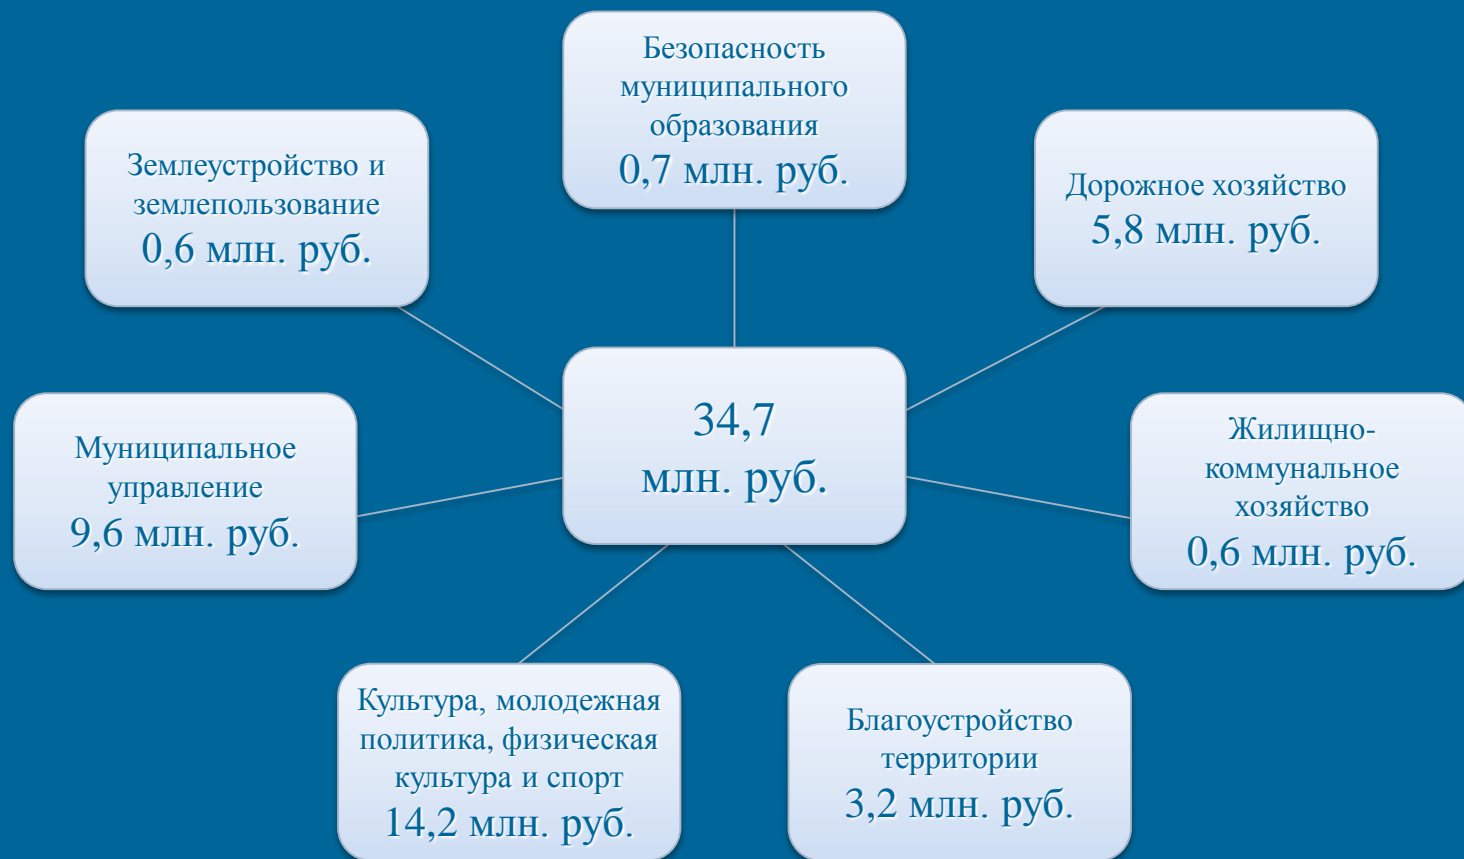 Безопасность
муниципального
образования
0,7 млн. руб.
Землеустройство и
землепользование
0,6 млн. руб.
Дорожное хозяйство
5,8 млн. руб.
34,7
млн. руб.
Муниципальное
управление
9,6 млн. руб.
Жилищно-
коммунальное
хозяйство
0,6 млн. руб.
Культура, молодежная
политика, физическая
культура и спорт
14,2 млн. руб.
Благоустройство
территории
3,2 млн. руб.